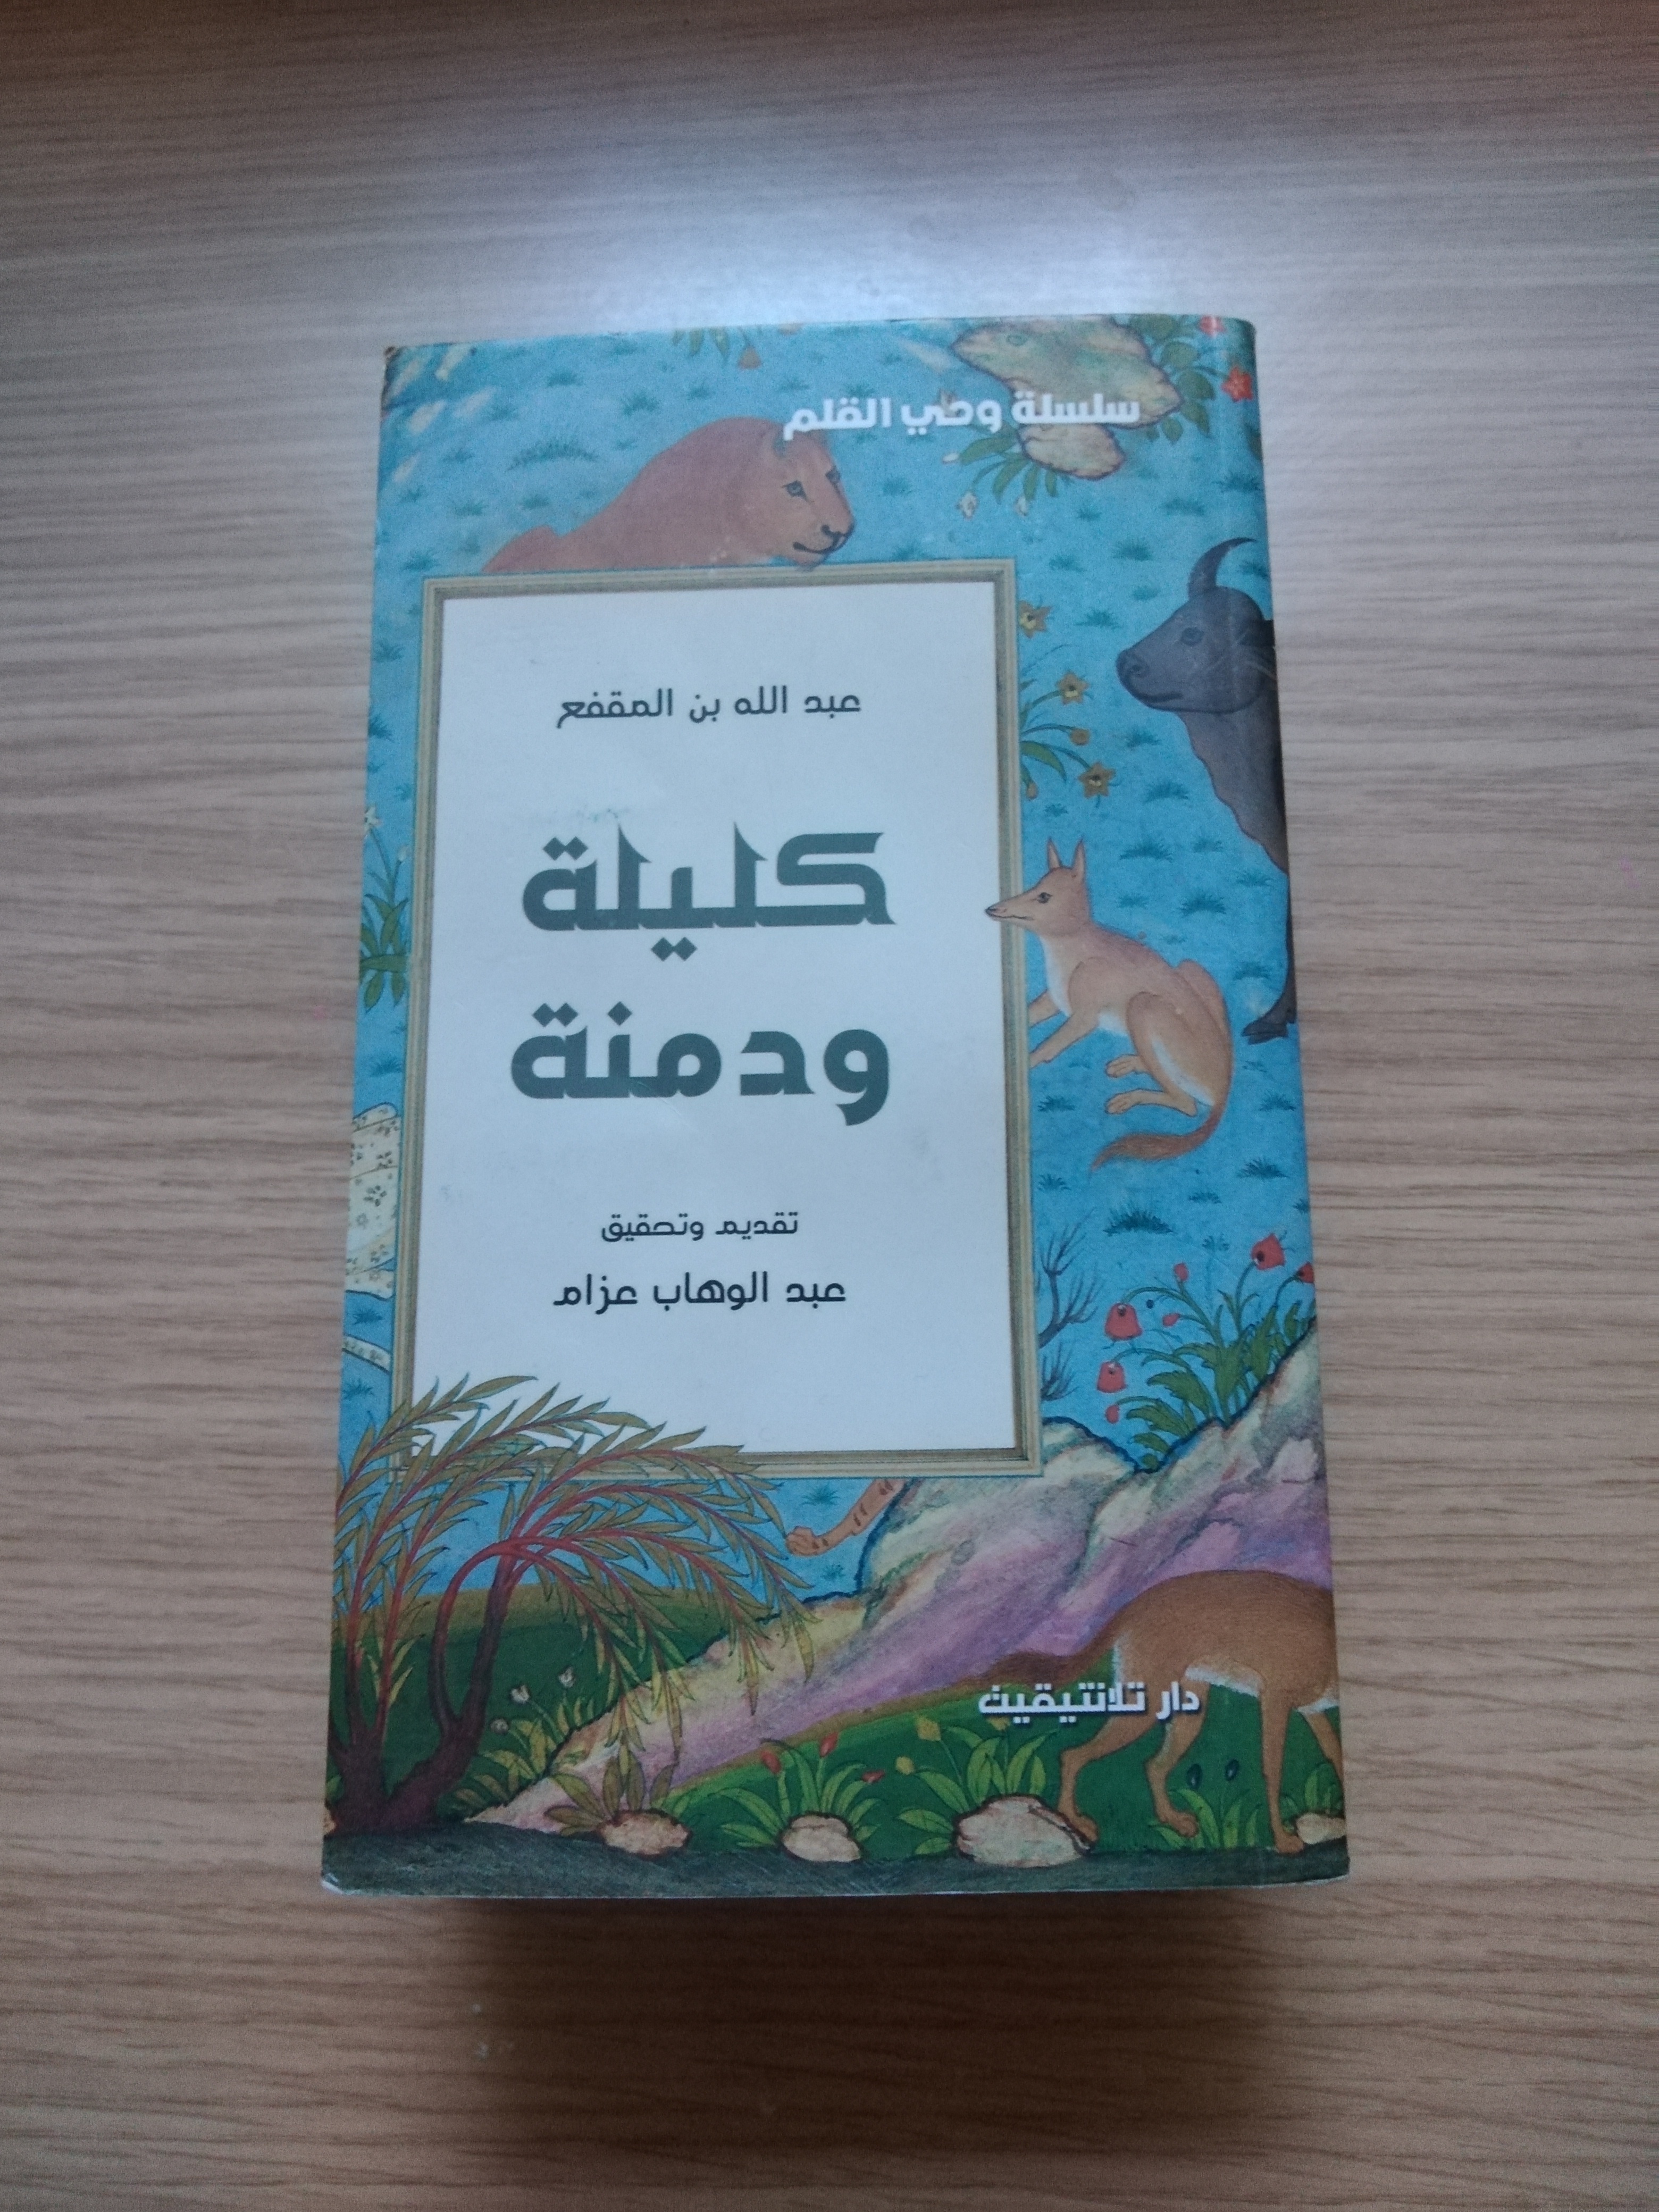 سلسلة وحي القلم
عبد الله بن المقفع
كليلة
ودمنة
تقديم وتحقيق
عبد الوهاب عزام
دار تلانتيقيت